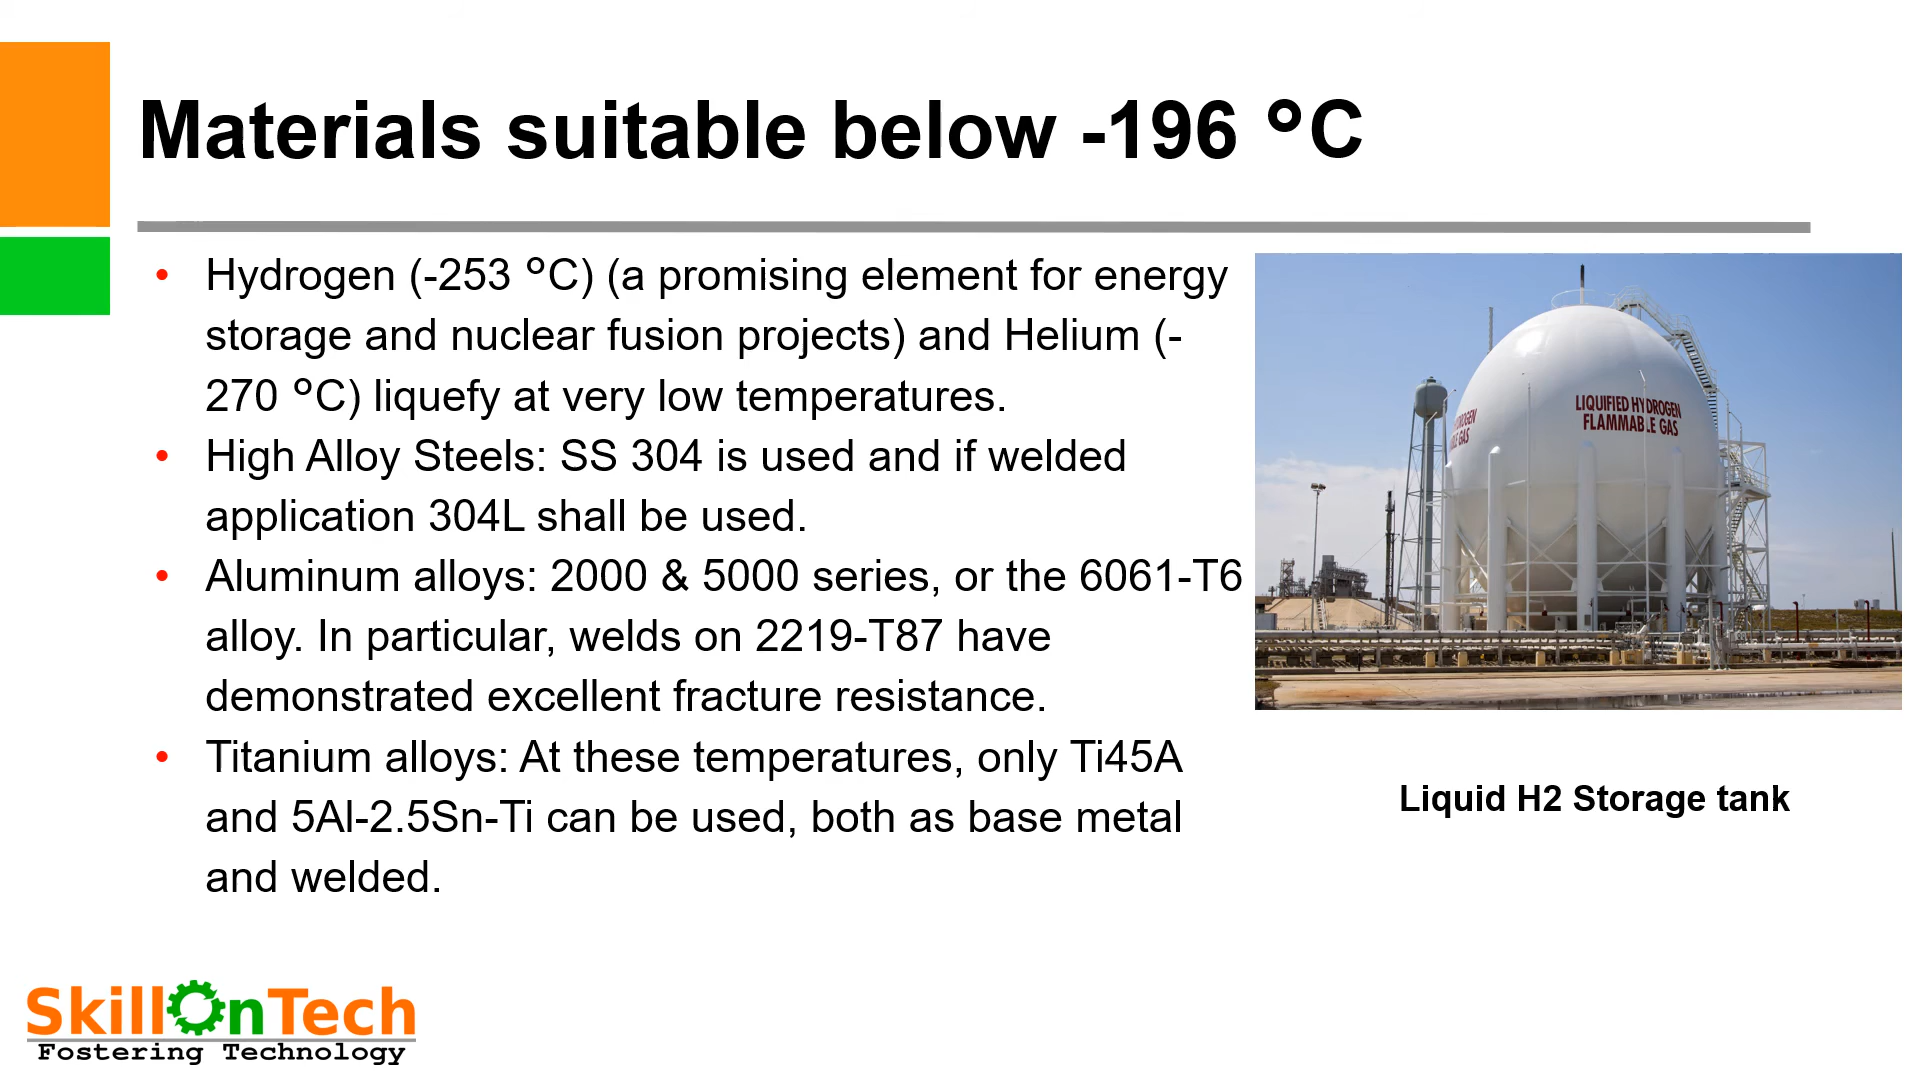 Materials suitable below -196 °C
• Hydrogen (-253 °C) (a promising element for energy
storage and nuclear fusion projects) and Helium (-
270 °C) liquefy at very low temperatures.
• High Alloy Steels: SS 304 is used and if welded
application 304L shall be used.
• Aluminum alloys: 2000 & 5000 series, or the 6061-T6
alloy. In particular, welds on 2219-T87 have
demonstrated excellent fracture resistance.
• Titanium alloys: At these temperatures, only Ti45A
and 5Al-2.5Sn-Ti can be used, both as base metal
and welded.
LIQUIFIED HYDROGEN
FLAMMABLE GAS
Liquid H2 Storage tank
SkillOnTech
Fostering Technology